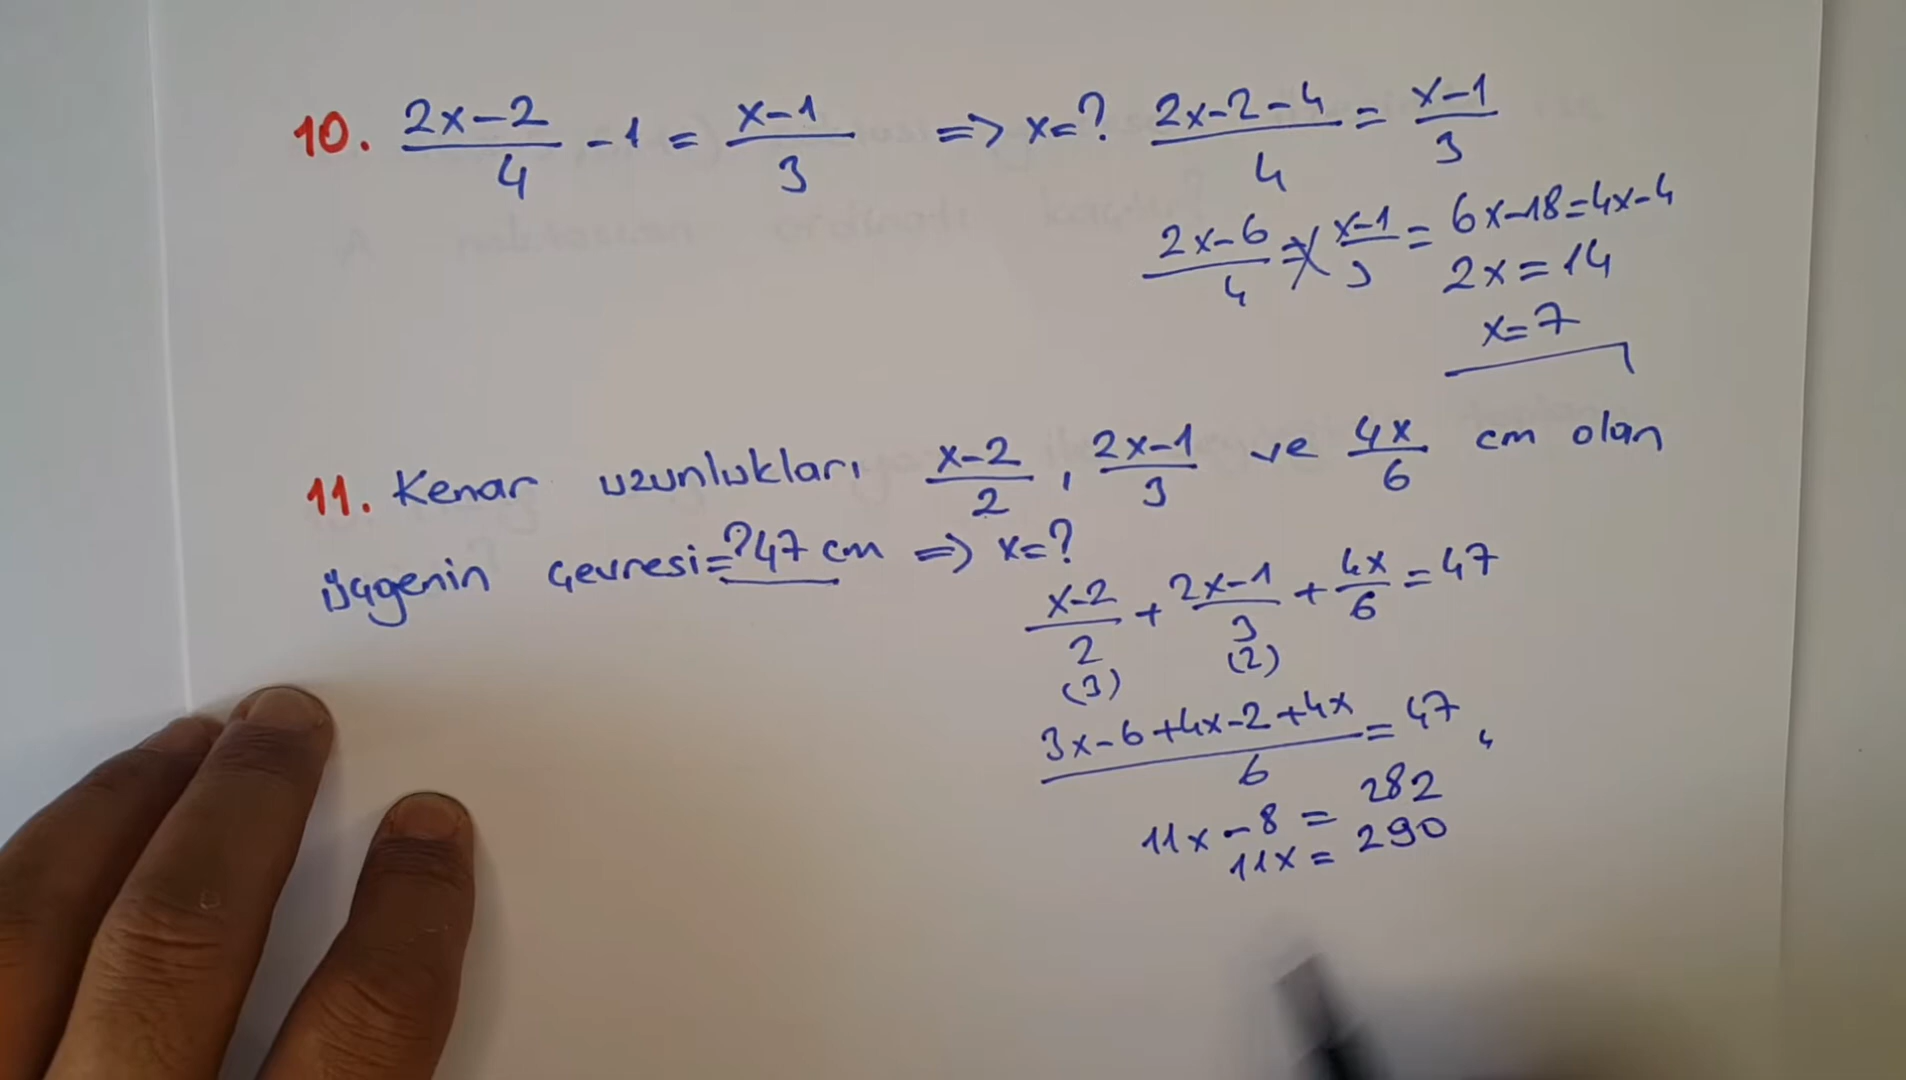 10. (2x-2)/4 - 1 = (x-1)/3 => x=? (2x-2-4)/4 = (x-1)/3
(2x-6)/4 = (x-1)/3 = 6x-18=4x-4
2x=14
x=7
11. Kenar uzunlukları (x-2)/2, (2x-1)/3 ve 4x/6 cm olan
üçgenin çevresi=?47 cm => x=?
(x-2)/2 + (2x-1)/3 + 4x/6 = 47
(3) (2)
(3x-6+4x-2+4x)/6 = 47
11x-8 = 282
11x = 290